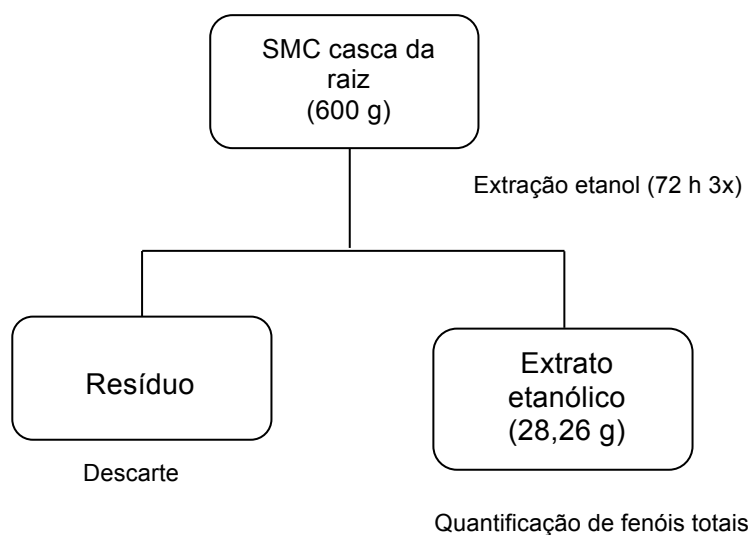 SMC casca da
raiz
(600 g)
Extração etanol (72 h 3x)
Resíduo
Extrato
etanólico
(28,26 g)
Descarte
Quantificação de fenóis totais